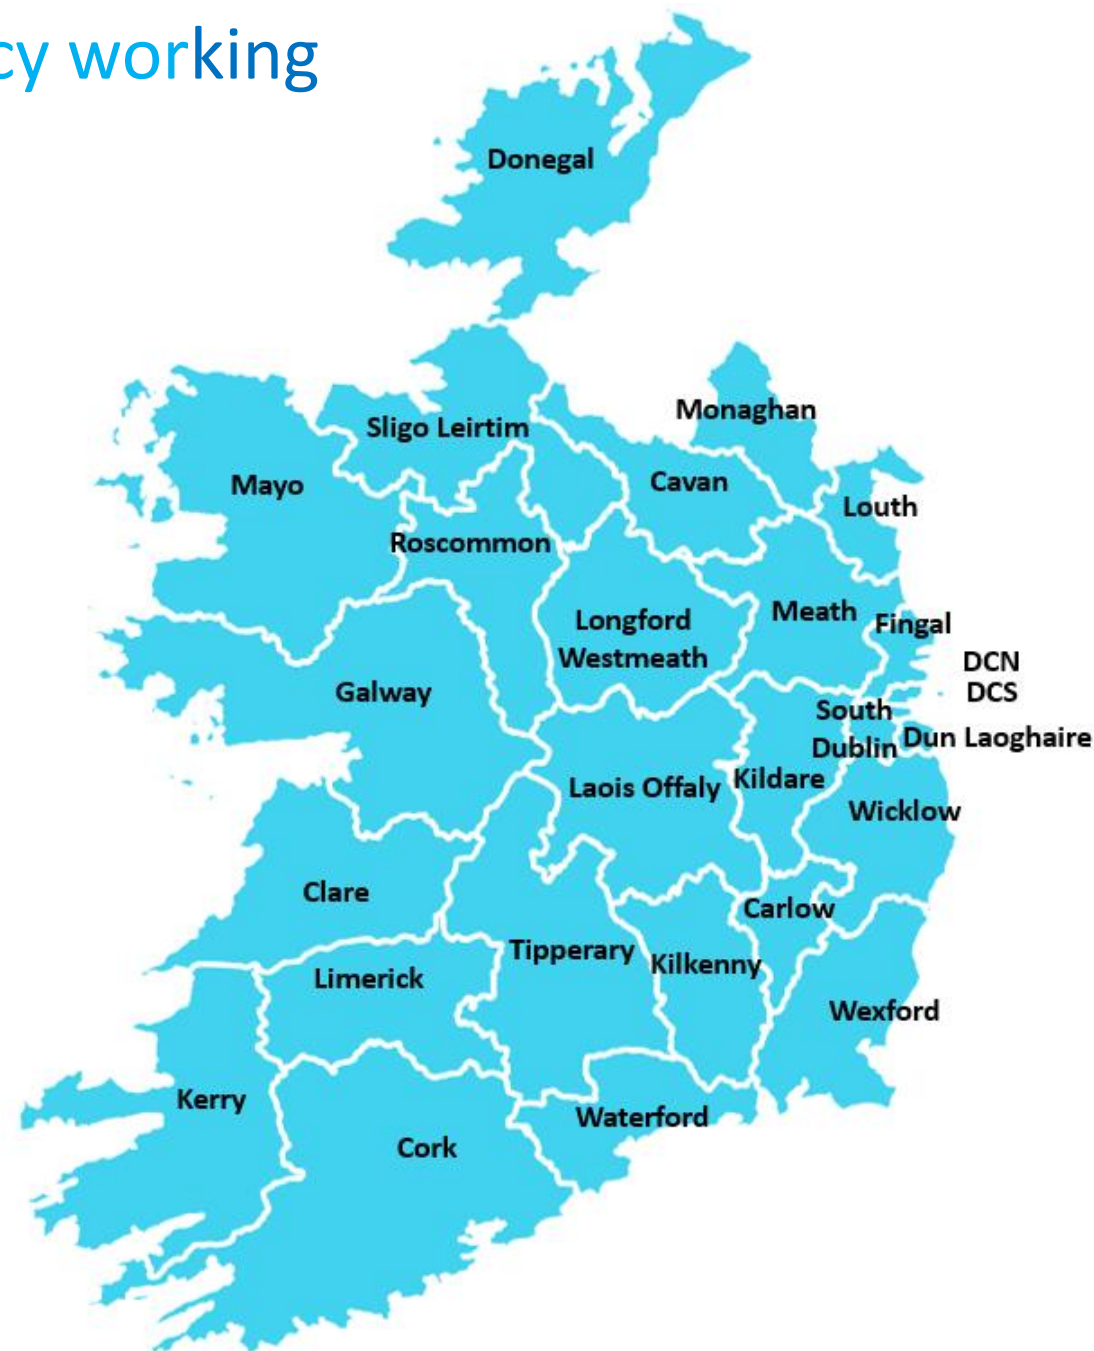 cy working
Donegal
Monaghan
Sligo Leirtim
Cavan
Mayo
Louth
Roscommon
Meath
Longford
Westmeath
Fingal
DCN
DCS
Galway
South
Dublin
Dun Laoghaire
Kildare
Laois Offaly
Wicklow
Clare
Carlow
Tipperary
Kilkenny
Limerick
Wexford
Kerry
Waterford
Cork